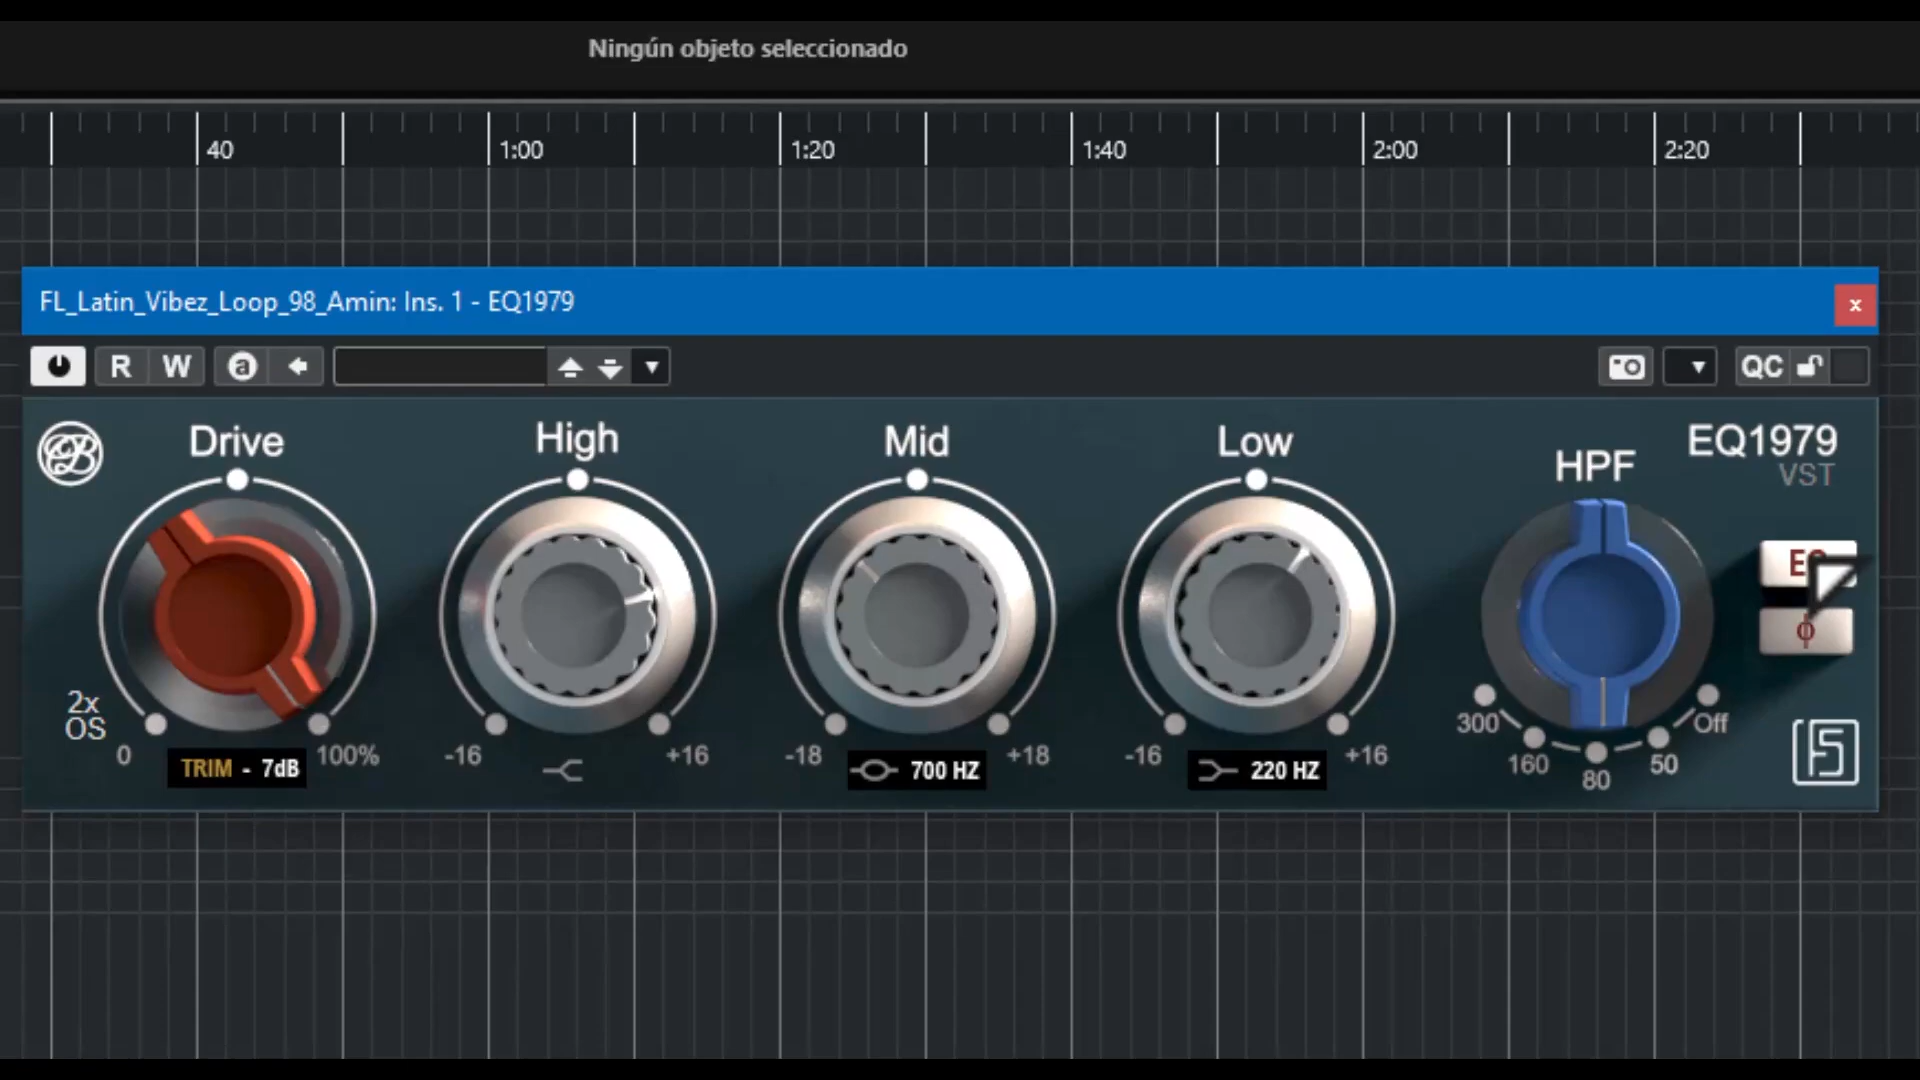 Ningún objeto seleccionado
40 1:00 1:20 1:40 2:00 2:20
FL_Latin_Vibez_Loop_98_Amin: Ins. 1 - EQ1979
x
R W a QC
Drive High Mid Low HPF EQ1979
VST
φ
2x
OS
300 Off
160 80 50
0 100% -16 +16 -18 +18 -16 +16
TRIM - 7dB 700 HZ 220 HZ